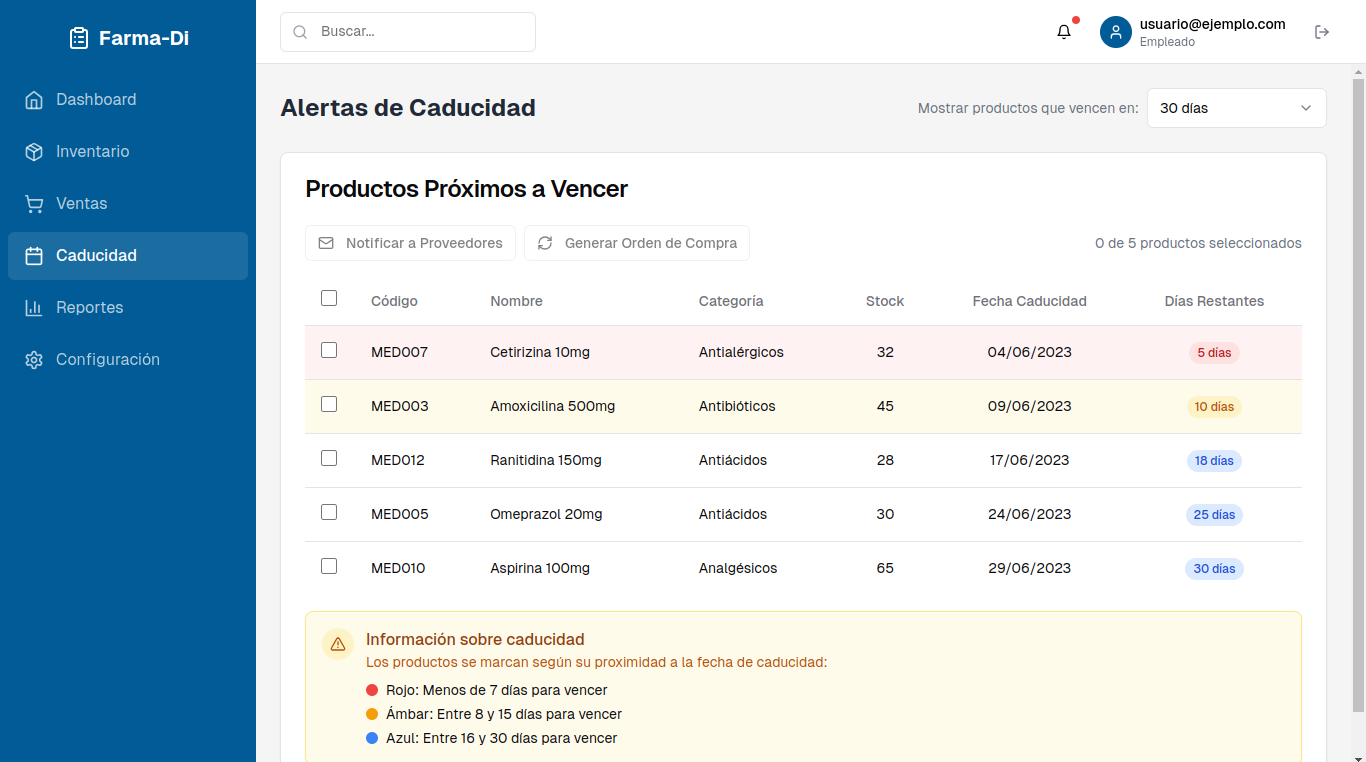 Farma-Di
Buscar...
usuario@ejemplo.com
Empleado
Dashboard
Inventario
Ventas
Caducidad
Reportes
Configuración
Alertas de Caducidad
Mostrar productos que vencen en: 30 días
Productos Próximos a Vencer
Notificar a Proveedores Generar Orden de Compra 0 de 5 productos seleccionados
Código Nombre Categoría Stock Fecha Caducidad Días Restantes
MED007 Cetirizina 10mg Antialérgicos 32 04/06/2023 5 días
MED003 Amoxicilina 500mg Antibióticos 45 09/06/2023 10 días
MED012 Ranitidina 150mg Antiácidos 28 17/06/2023 18 días
MED005 Omeprazol 20mg Antiácidos 30 24/06/2023 25 días
MED010 Aspirina 100mg Analgésicos 65 29/06/2023 30 días
Información sobre caducidad
Los productos se marcan según su proximidad a la fecha de caducidad:
Rojo: Menos de 7 días para vencer
Ámbar: Entre 8 y 15 días para vencer
Azul: Entre 16 y 30 días para vencer